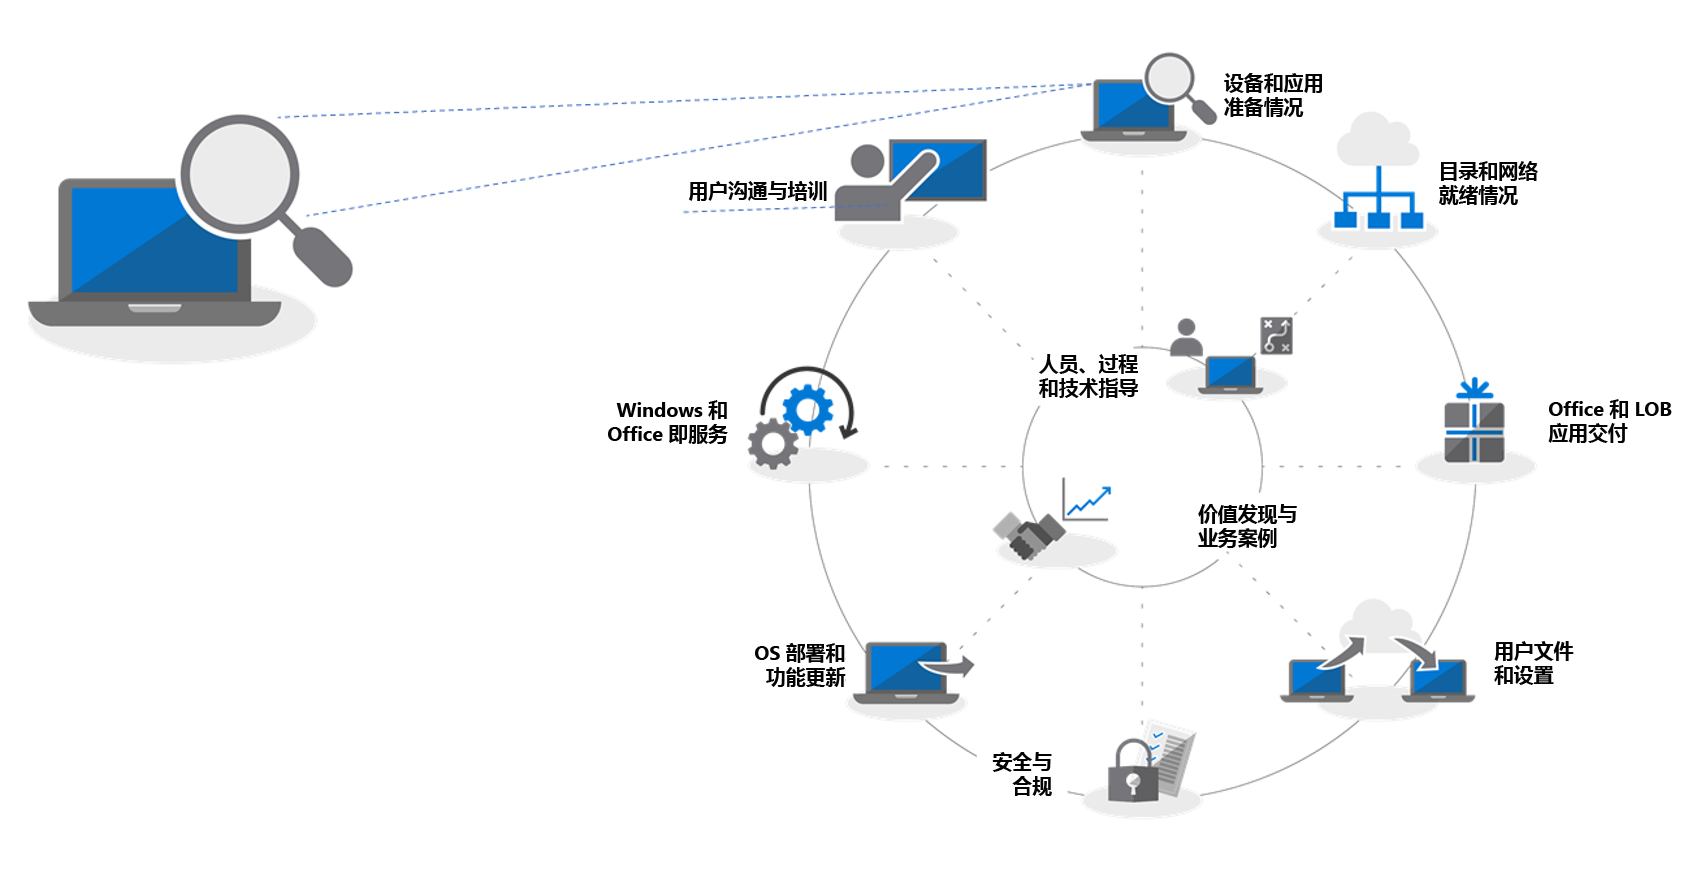 设备和应用
准备情况
目录和网络
就绪情况
用户沟通与培训
人员、过程
和技术指导
Windows 和
Office 即服务
Office 和 LOB
应用交付
价值发现与
业务案例
OS 部署和
功能更新
用户文件
和设置
安全与
合规